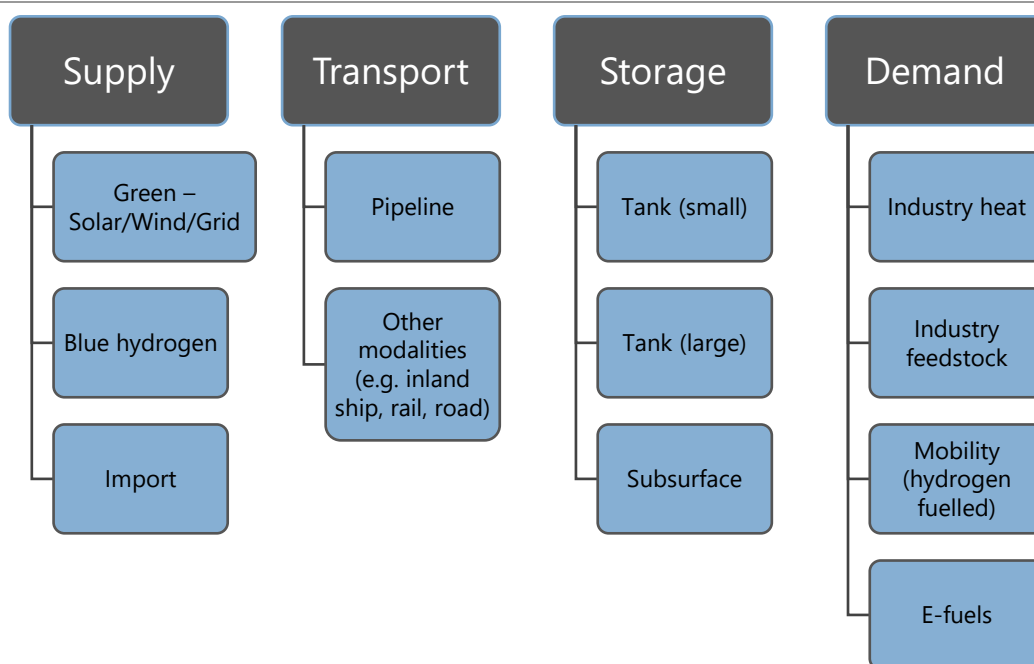 Supply
Transport
Storage
Demand
Green –
Solar/Wind/Grid
Pipeline
Tank (small)
Industry heat
Blue hydrogen
Other
modalities
(e.g. inland
ship, rail, road)
Tank (large)
Industry
feedstock
Import
Subsurface
Mobility
(hydrogen
fuelled)
E-fuels